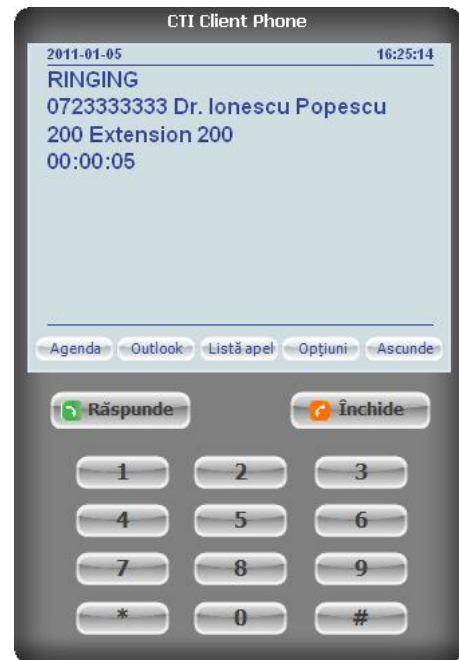 CTI Client Phone
2011-01-05 16:25:14
RINGING
0723333333 Dr. Ionescu Popescu
200 Extension 200
00:00:05
Agenda Outlook Listă apel Opţiuni Ascunde
Răspunde Închide
1 2 3
4 5 6
7 8 9
* 0 #